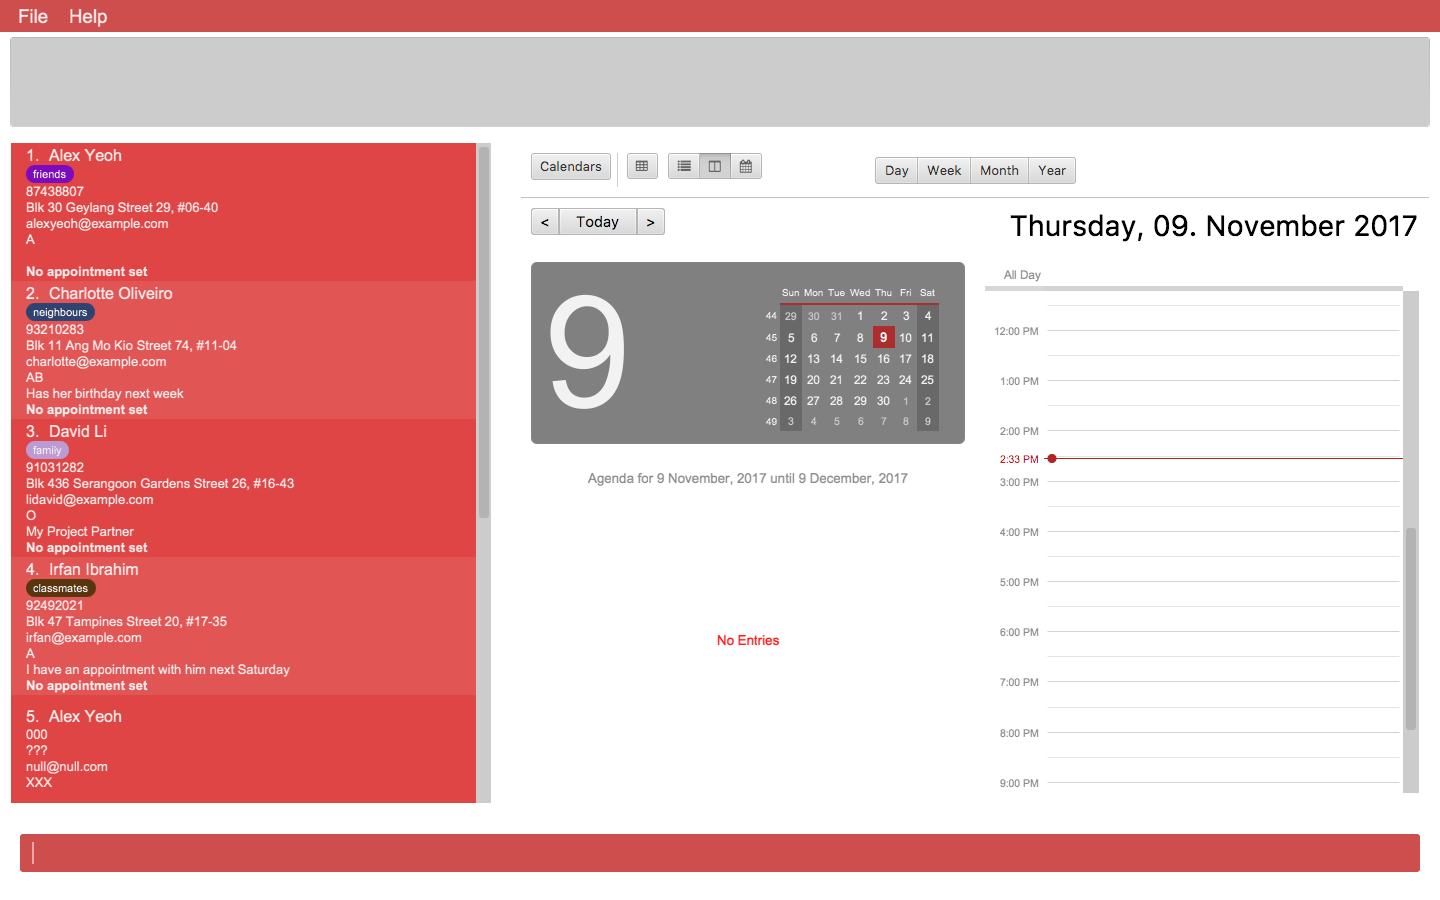 File Help
1. Alex Yeoh
friends
87438807
Blk 30 Geylang Street 29, #06-40
alexyeoh@example.com
A
No appointment set
2. Charlotte Oliveiro
neighbours
93210283
Blk 11 Ang Mo Kio Street 74, #11-04
charlotte@example.com
AB
Has her birthday next week
No appointment set
3. David Li
family
91031282
Blk 436 Serangoon Gardens Street 26, #16-43
lidavid@example.com
O
My Project Partner
No appointment set
4. Irfan Ibrahim
classmates
92492021
Blk 47 Tampines Street 20, #17-35
irfan@example.com
A
I have an appointment with him next Saturday
No appointment set
5. Alex Yeoh
000
???
null@null.com
XXX
Calendars
Day Week Month Year
< Today >
Thursday, 09. November 2017
9
Sun Mon Tue Wed Thu Fri Sat
44 29 30 31 1 2 3 4
45 5 6 7 8 9 10 11
46 12 13 14 15 16 17 18
47 19 20 21 22 23 24 25
48 26 27 28 29 30 1 2
49 3 4 5 6 7 8 9
Agenda for 9 November, 2017 until 9 December, 2017
No Entries
All Day
12:00 PM
1:00 PM
2:00 PM
2:33 PM
3:00 PM
4:00 PM
5:00 PM
6:00 PM
7:00 PM
8:00 PM
9:00 PM